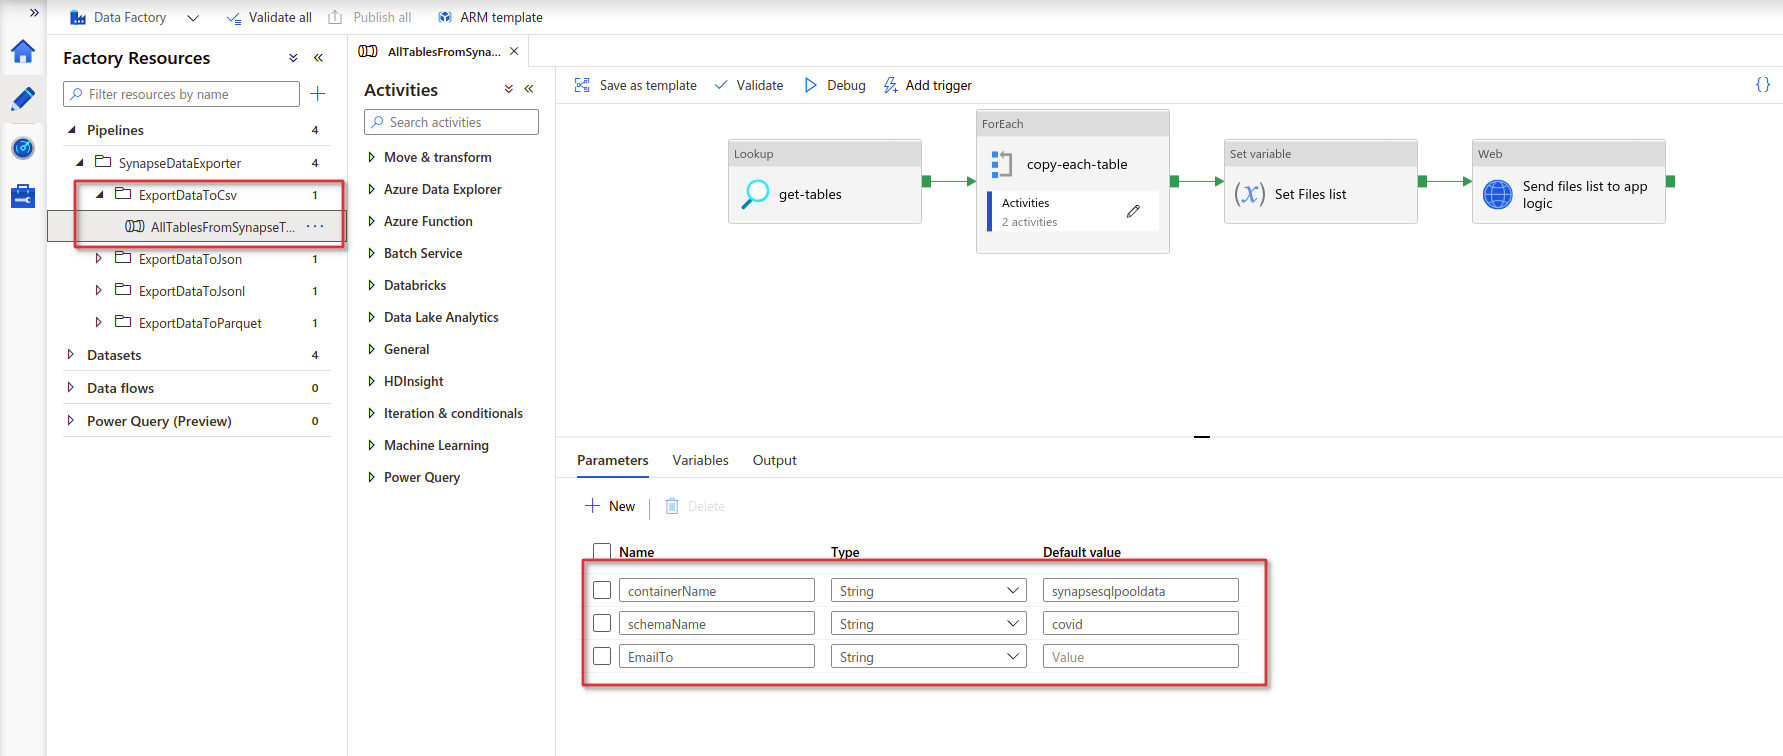 Data Factory
Validate all
Publish all
ARM template
Factory Resources
Filter resources by name
Pipelines 4
SynapseDataExporter 4
ExportDataToCsv 1
AllTablesFromSynapseT...
ExportDataToJson 1
ExportDataToJsonl 1
ExportDataToParquet 1
Datasets 4
Data flows 0
Power Query (Preview) 0
AllTablesFromSyna...
Activities
Search activities
Move & transform
Azure Data Explorer
Azure Function
Batch Service
Databricks
Data Lake Analytics
General
HDInsight
Iteration & conditionals
Machine Learning
Power Query
Save as template
Validate
Debug
Add trigger
{}
Lookup
get-tables
ForEach
copy-each-table
Activities
2 activities
Set variable
(x)
Set Files list
Web
Send files list to app
logic
Parameters
Variables
Output
New
Delete
Name Type Default value
containerName String synapsesqlpooldata
schemaName String covid
EmailTo String Value